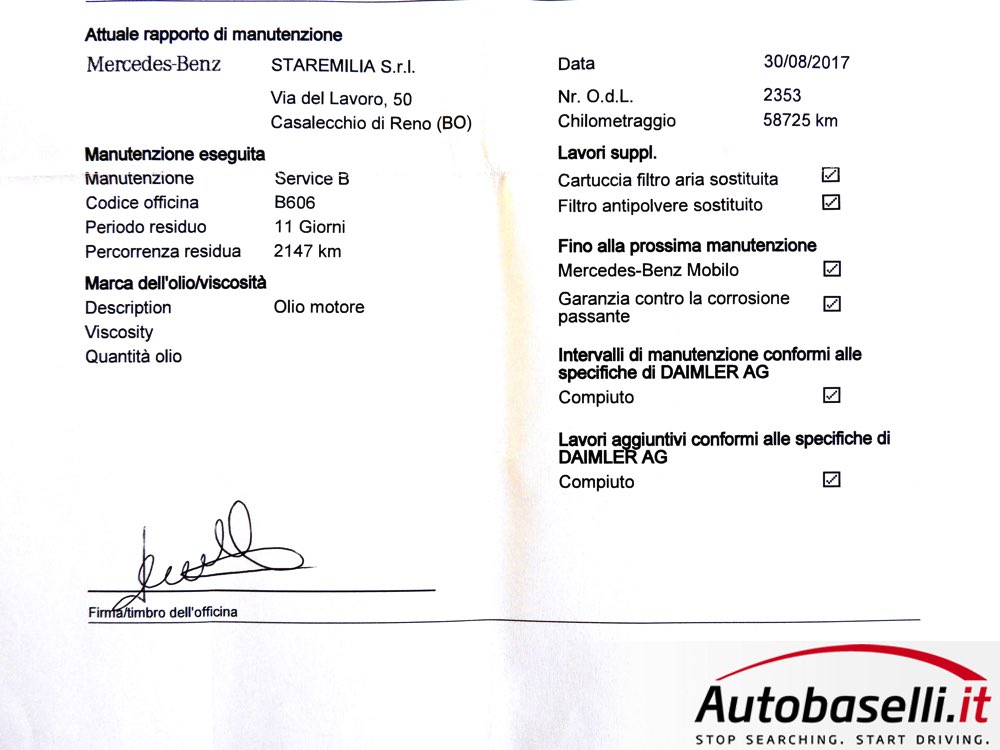 Attuale rapporto di manutenzione
Mercedes-Benz STAREMILIA S.r.l.
Via del Lavoro, 50
Casalecchio di Reno (BO)
Manutenzione eseguita
Manutenzione Service B
Codice officina B606
Periodo residuo 11 Giorni
Percorrenza residua 2147 km
Marca dell'olio/viscosità
Description Olio motore
Viscosity
Quantità olio
Firma/timbro dell'officina
Data 30/08/2017
Nr. O.d.L. 2353
Chilometraggio 58725 km
Lavori suppl.
Cartuccia filtro aria sostituita
Filtro antipolvere sostituito
Fino alla prossima manutenzione
Mercedes-Benz Mobilo
Garanzia contro la corrosione
passante
Intervalli di manutenzione conformi alle
specifiche di DAIMLER AG
Compiuto
Lavori aggiuntivi conformi alle specifiche di
DAIMLER AG
Compiuto
Autobaselli.it
STOP SEARCHING. START DRIVING.